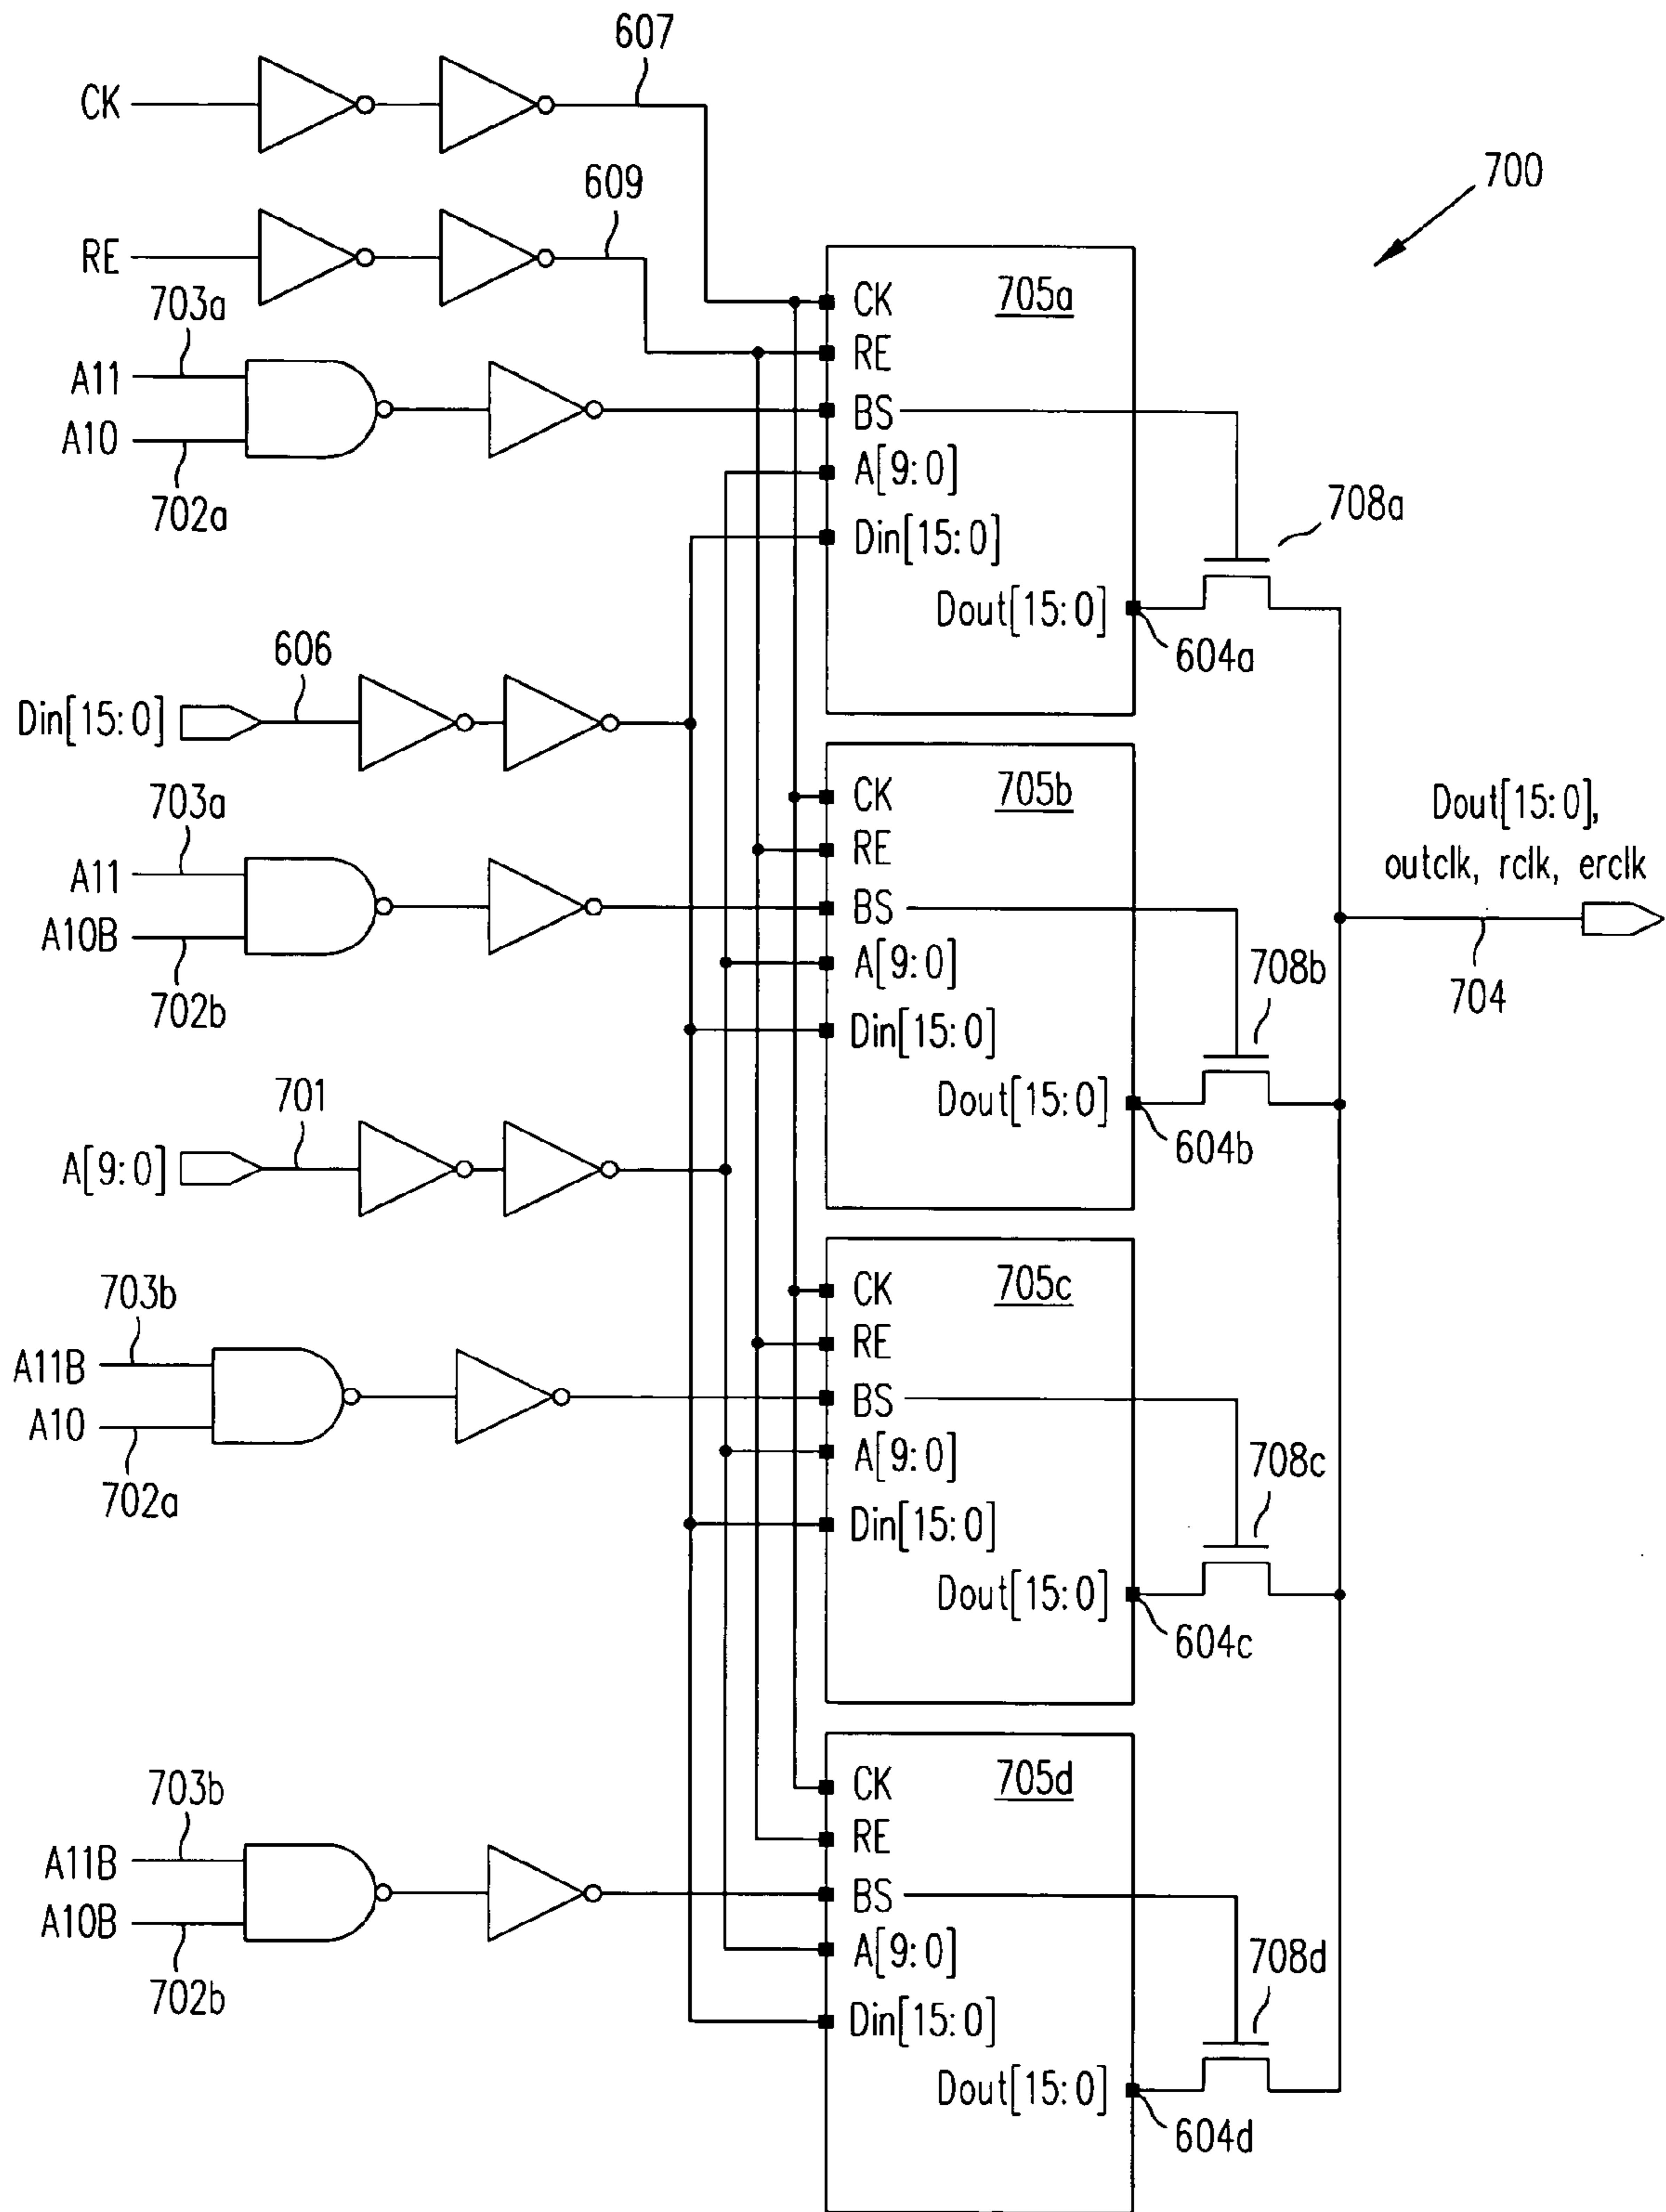 607
CK
609
700
RE
703a
A11
A10
702a
705a
CK
RE
BS
A[9:0]
Din[15:0]
Dout[15:0]
708a
604a
606
Din[15:0]
703a
A11
A10B
702b
705b
CK
RE
BS
A[9:0]
Din[15:0]
Dout[15:0]
708b
604b
Dout[15:0],
outclk, rclk, erclk
704
701
A[9:0]
703b
A11B
A10
702a
705c
CK
RE
BS
A[9:0]
Din[15:0]
Dout[15:0]
708c
604c
703b
A11B
A10B
702b
705d
CK
RE
BS
A[9:0]
Din[15:0]
Dout[15:0]
708d
604d